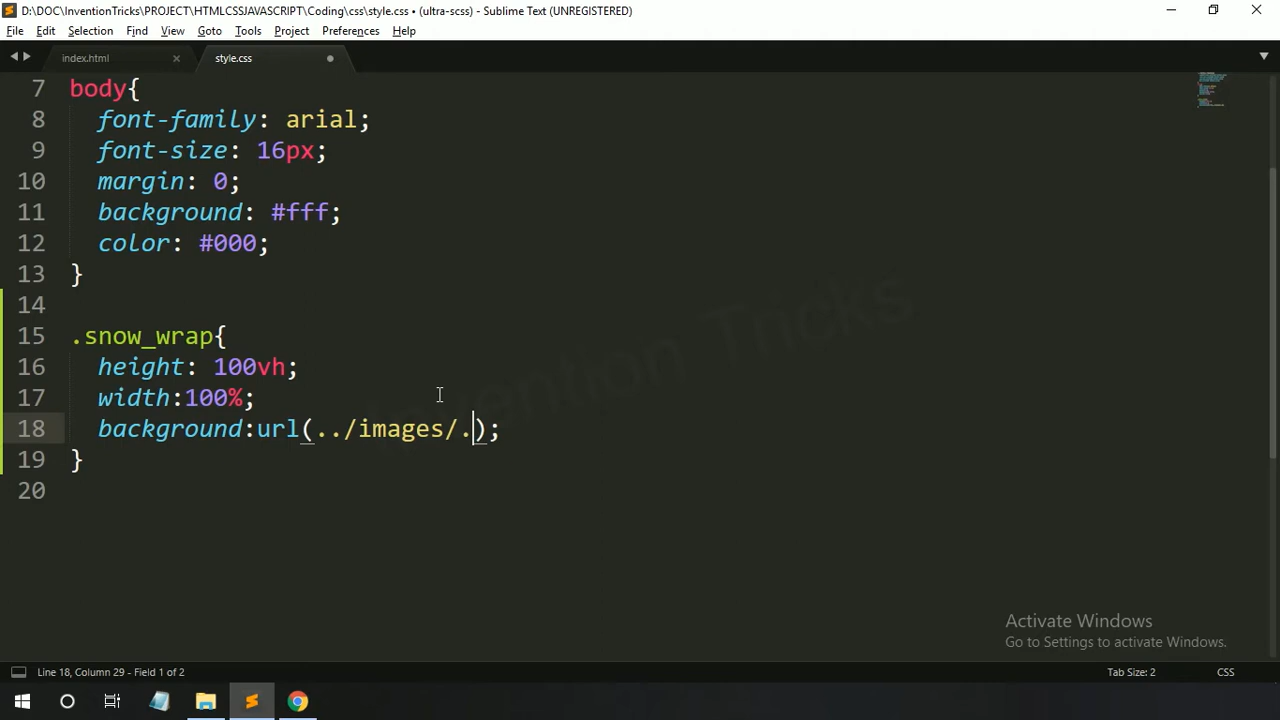 D:\DOC\InventionTricks\PROJECT\HTMLCSSJAVASCRIPT\Coding\css\style.css • (ultra-scss) - Sublime Text (UNREGISTERED)
File Edit Selection Find View Goto Tools Project Preferences Help
index.html style.css
7 body{
8 font-family: arial;
9 font-size: 16px;
10 margin: 0;
11 background: #fff;
12 color: #000;
13 }
14
15 .snow_wrap{
16 height: 100vh;
17 width:100%;
18 background:url(../images/.);
19 }
20
Invention Tricks
Activate Windows
Go to Settings to activate Windows.
Line 18, Column 29 - Field 1 of 2 Tab Size: 2 CSS